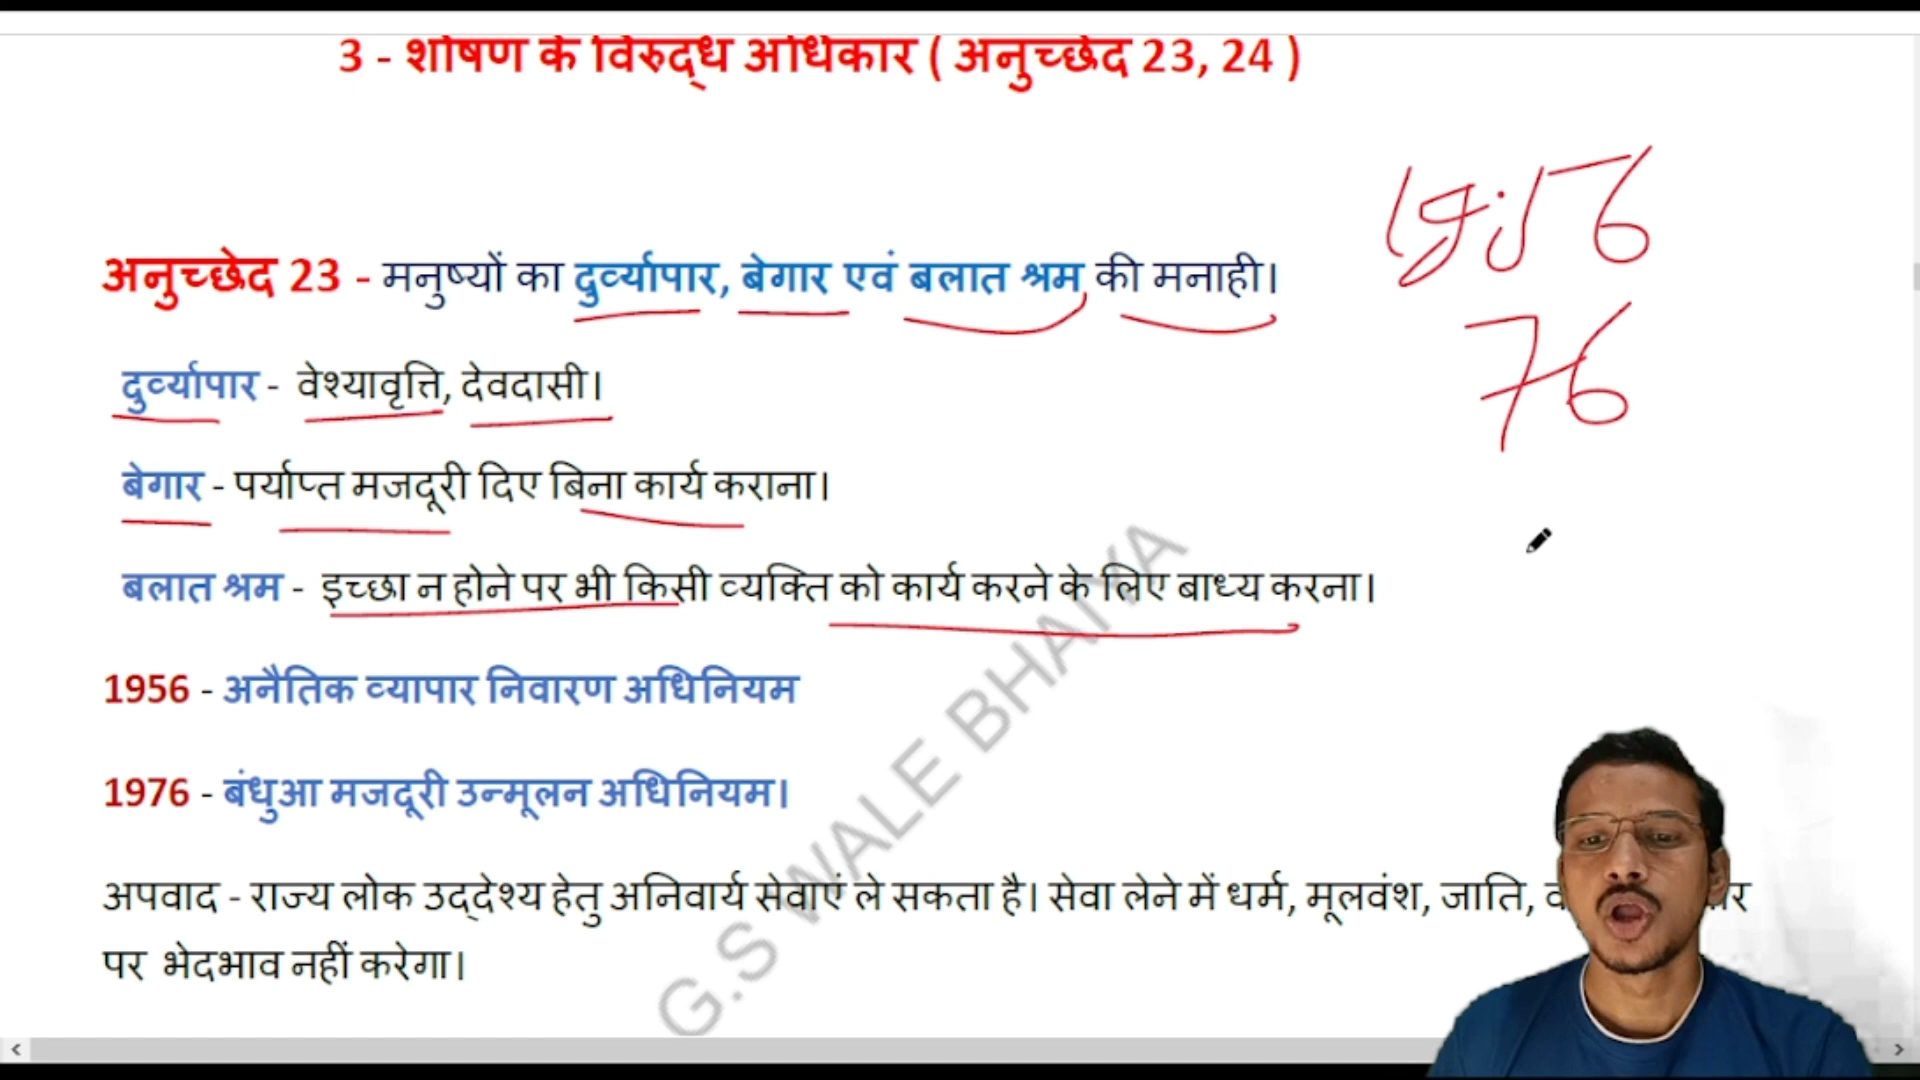 3 - शोषण के विरुद्ध अधिकार ( अनुच्छेद 23, 24 )
अनुच्छेद 23 - मनुष्यों का दुर्व्यापार, बेगार एवं बलात श्रम की मनाही।
दुर्व्यापार - वेश्यावृत्ति, देवदासी।
बेगार - पर्याप्त मजदूरी दिए बिना कार्य कराना।
बलात श्रम - इच्छा न होने पर भी किसी व्यक्ति को कार्य करने के लिए बाध्य करना।
1956 - अनैतिक व्यापार निवारण अधिनियम
1976 - बंधुआ मजदूरी उन्मूलन अधिनियम।
अपवाद - राज्य लोक उद्देश्य हेतु अनिवार्य सेवाएं ले सकता है। सेवा लेने में धर्म, मूलवंश, जाति,
पर भेदभाव नहीं करेगा।
76
G.S WALE BHAIYA